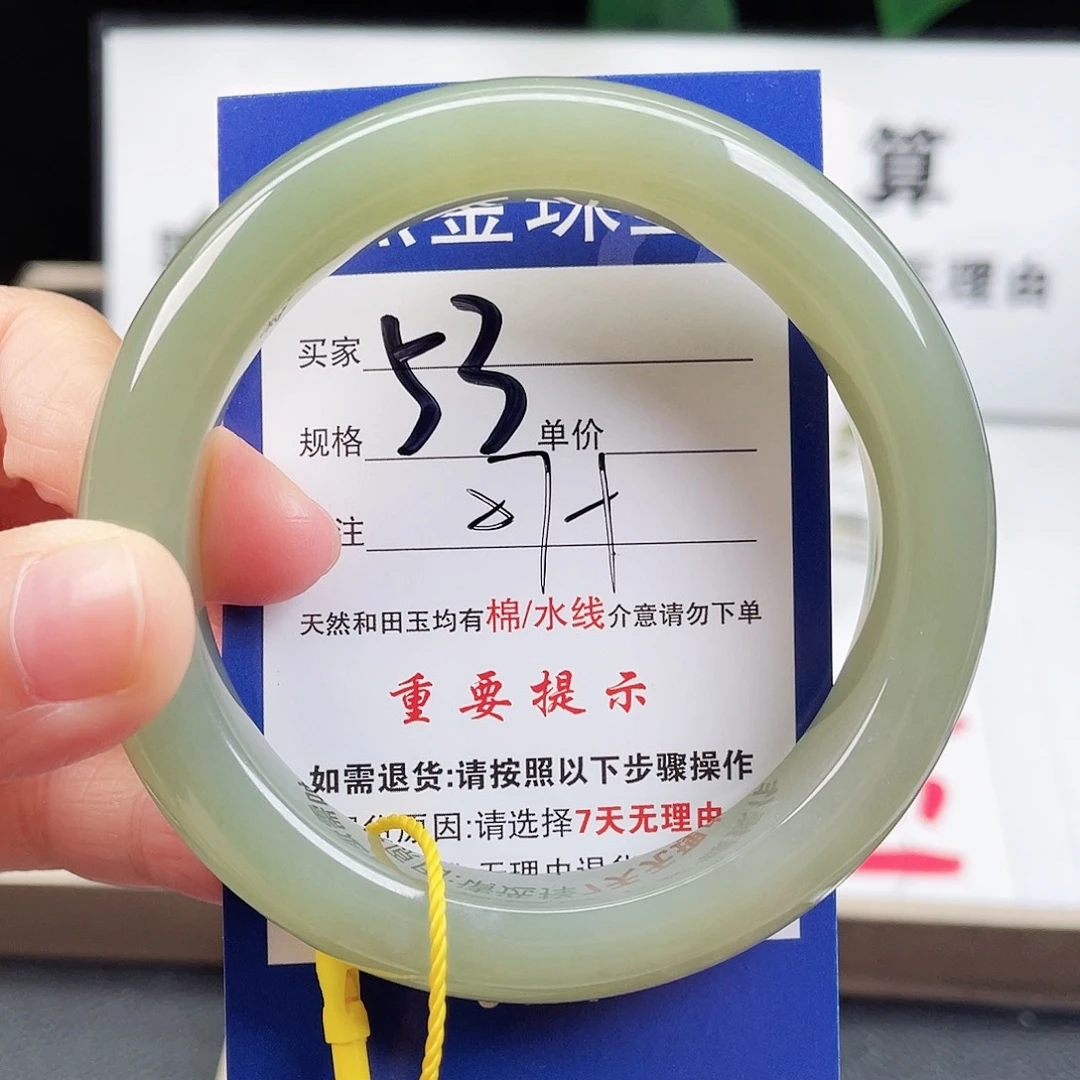 金珠
买家 53
规格 单价
注
天然和田玉均有棉/水线介意请勿下单
重要提示
如需退货:请按照以下步骤操作
原因:请选择7天无理由
无理由退货
算
无理由